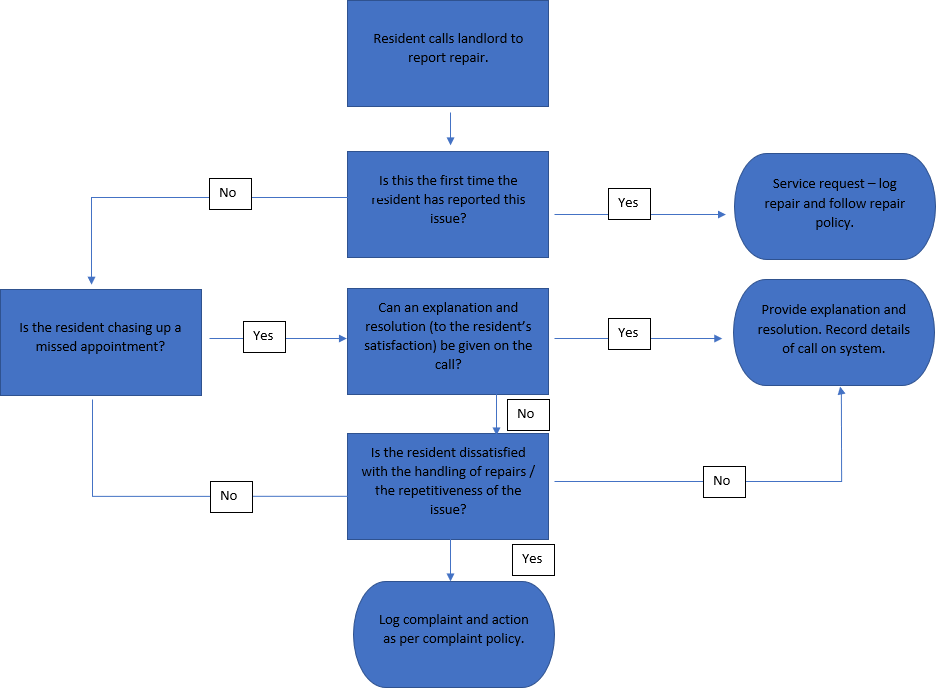 Resident calls landlord to
report repair.
Is this the first time the
resident has reported this
issue?
No
Yes
Service request – log
repair and follow repair
policy.
Is the resident chasing up a
missed appointment?
Yes
Can an explanation and
resolution (to the resident’s
satisfaction) be given on the
call?
Yes
Provide explanation and
resolution. Record details
of call on system.
No
Is the resident dissatisfied
with the handling of repairs /
the repetitiveness of the
issue?
No
No
Yes
Log complaint and action
as per complaint policy.